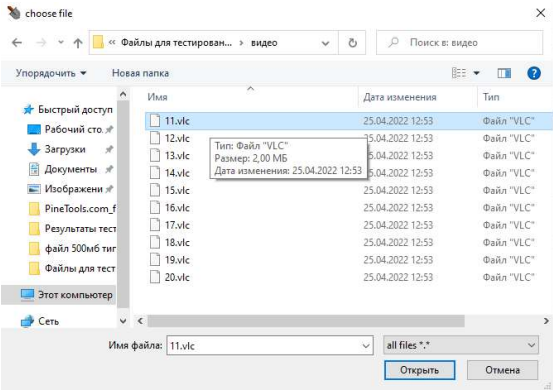 choose file
« Файлы для тестирован... › видео
Поиск в: видео
Упорядочить
Новая папка
Имя
Дата изменения
Тип
Быстрый доступ
Рабочий сто.
Загрузки
Документы
Изображени
PineTools.com_f
Результаты тест
файл 500мб тиг
Файлы для тест
Этот компьютер
Сеть
11.vlc 25.04.2022 12:53 Файл "VLC"
12.vlc 25.04.2022 12:53 Файл "VLC"
13.vlc 5.04.2022 12:53 Файл "VLC"
14.vlc 5.04.2022 12:53 Файл "VLC"
15.vlc 25.04.2022 12:53 Файл "VLC"
16.vlc 25.04.2022 12:53 Файл "VLC"
17.vlc 25.04.2022 12:53 Файл "VLC"
18.vlc 25.04.2022 12:53 Файл "VLC"
19.vlc 25.04.2022 12:53 Файл "VLC"
20.vlc 25.04.2022 12:53 Файл "VLC"
Тип: Файл "VLC"
Размер: 2,00 МБ
Дата изменения: 25.04.2022 12:53
Имя файла: 11.vlc
all files *.*
Открыть
Отмена